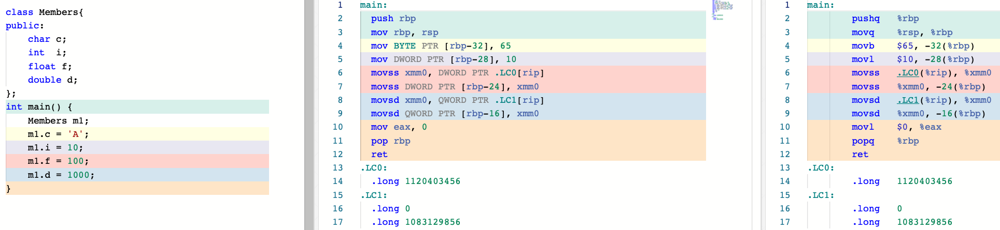 class Members{
public:
    char c;
    int  i;
    float f;
    double d;
};
int main() {
    Members m1;
    m1.c = 'A';
    m1.i = 10;
    m1.f = 100;
    m1.d = 1000;
}
1 main:
2   push rbp
3   mov rbp, rsp
4   mov BYTE PTR [rbp-32], 65
5   mov DWORD PTR [rbp-28], 10
6   movss xmm0, DWORD PTR .LC0[rip]
7   movss DWORD PTR [rbp-24], xmm0
8   movsd xmm0, QWORD PTR .LC1[rip]
9   movsd QWORD PTR [rbp-16], xmm0
10   mov eax, 0
11   pop rbp
12   ret
13 .LC0:
14   .long 1120403456
15 .LC1:
16   .long 0
17   .long 1083129856
1 main:
2         pushq   %rbp
3         movq    %rsp, %rbp
4         movb    $65, -32(%rbp)
5         movl    $10, -28(%rbp)
6         movss   .LC0(%rip), %xmm0
7         movss   %xmm0, -24(%rbp)
8         movsd   .LC1(%rip), %xmm0
9         movsd   %xmm0, -16(%rbp)
10         movl    $0, %eax
11         popq    %rbp
12         ret
13 .LC0:
14         .long   1120403456
15 .LC1:
16         .long   0
17         .long   1083129856